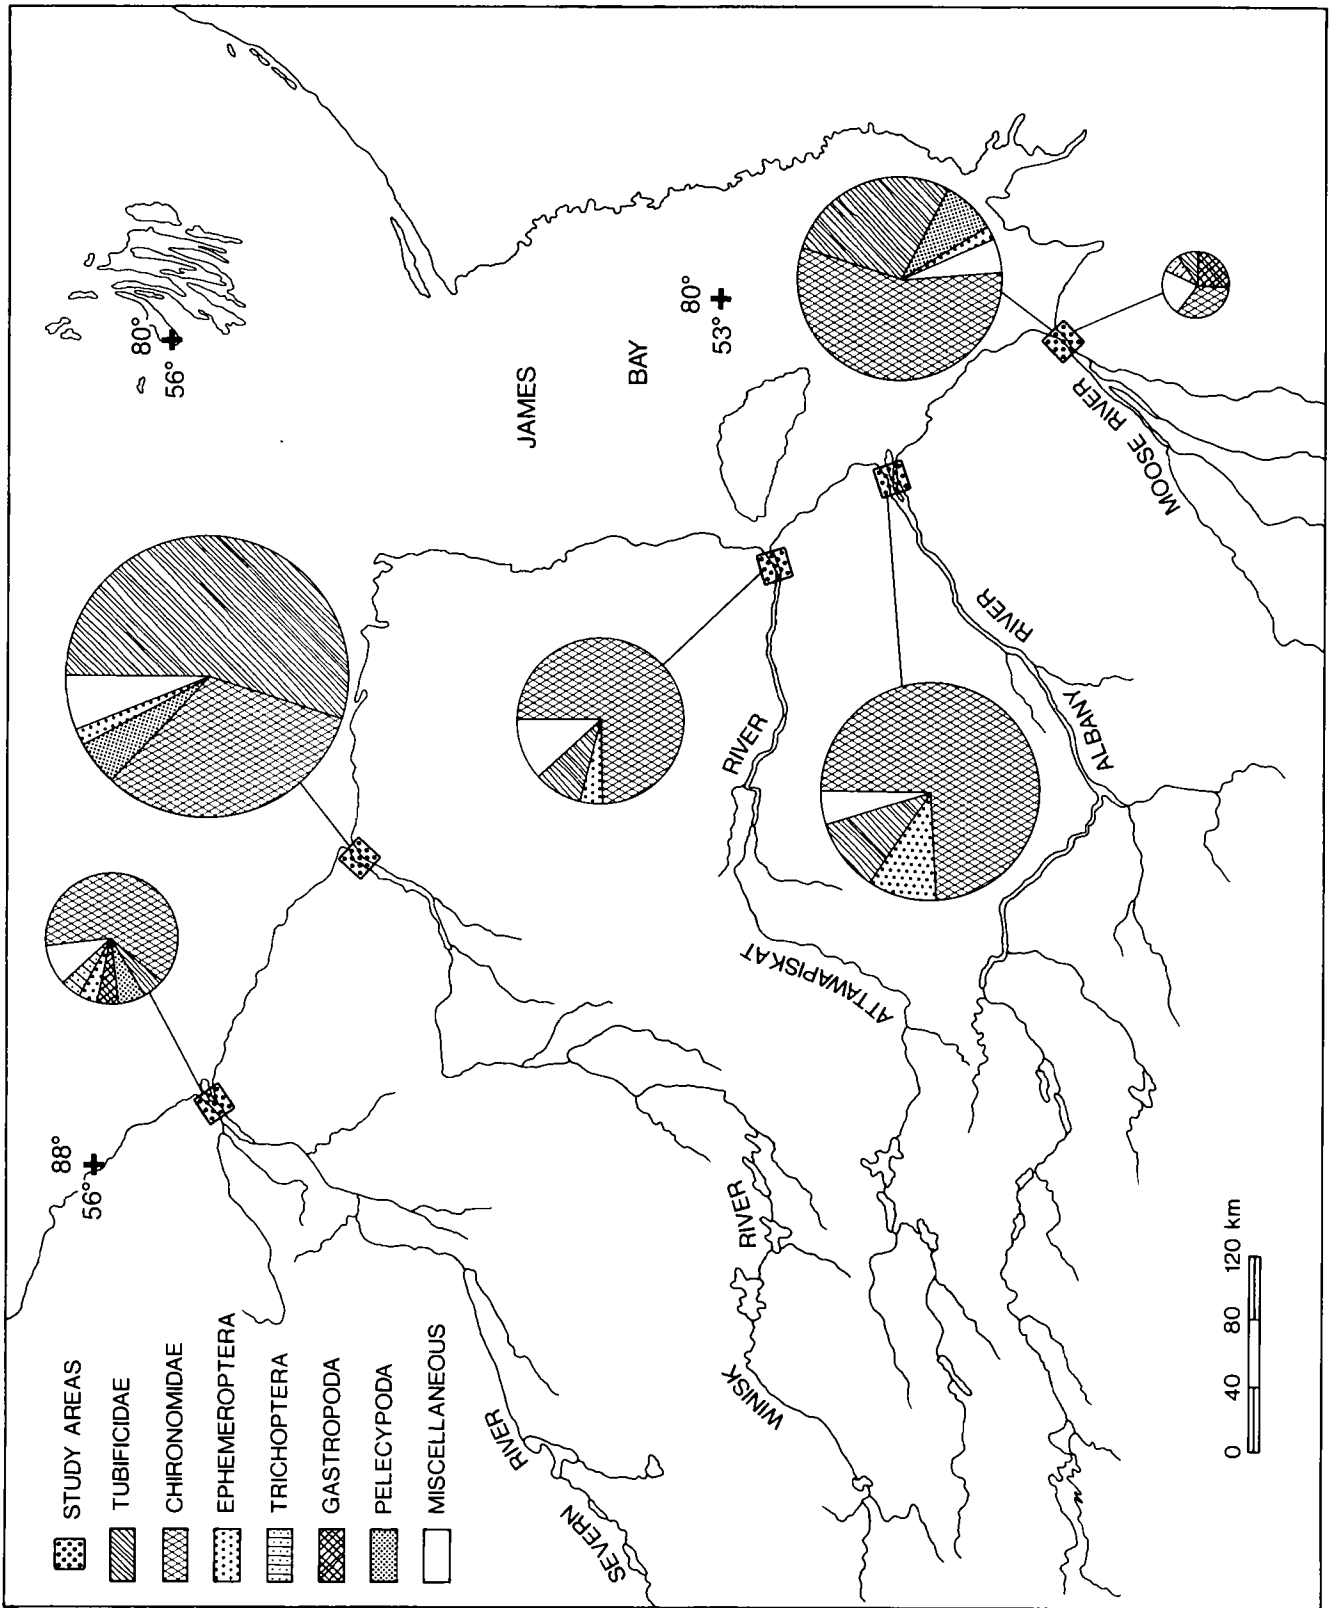 STUDY AREAS
TUBIFICIDAE
CHIRONOMIDAE
EPHEMEROPTERA
TRICHOPTERA
GASTROPODA
PELECYPODA
MISCELLANEOUS
88°
56°
80°
56°
JAMES
BAY
80°
53°
SEVERN
RIVER
WINISK
RIVER
ATTAWAPISKAT
RIVER
ALBANY
RIVER
MOOSE RIVER
0 40 80 120 km